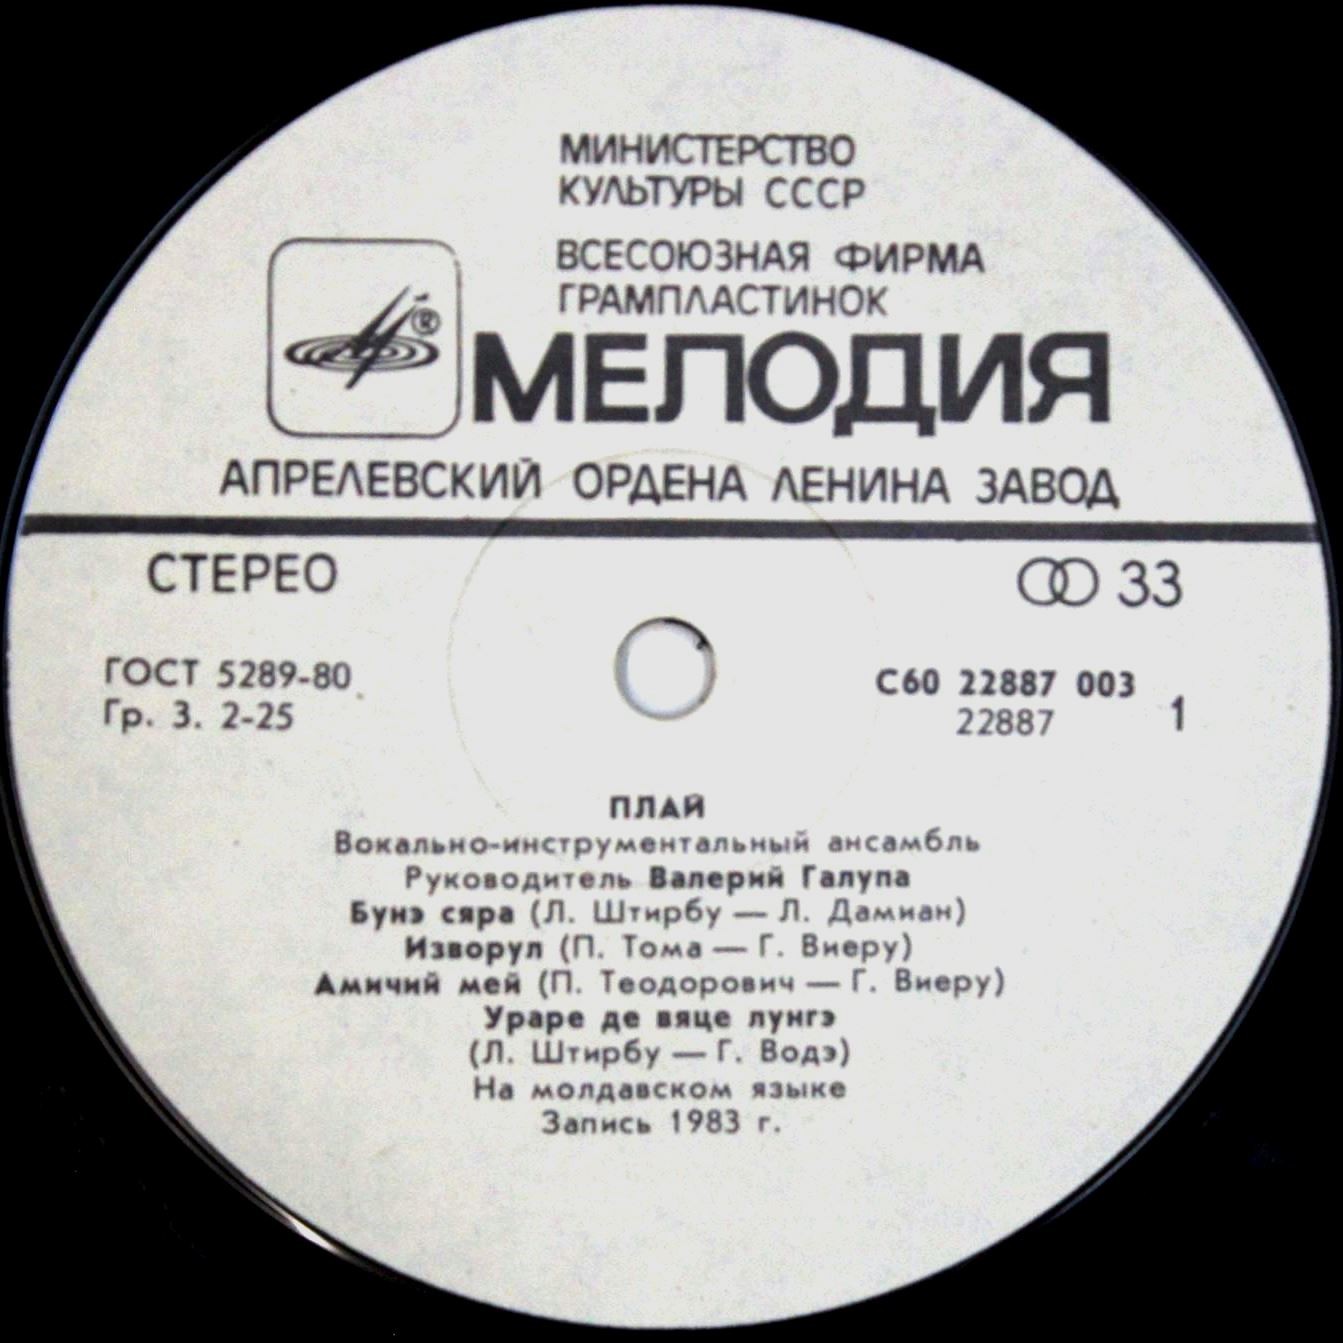 МИНИСТЕРСТВО
КУЛЬТУРЫ СССР
ВСЕСОЮЗНАЯ ФИРМА
ГРАМПЛАСТИНОК
®
МЕЛОДИЯ
АПРЕЛЕВСКИЙ ОРДЕНА ЛЕНИНА ЗАВОД
СТЕРЕО
33
ГОСТ 5289-80
Гр. 3. 2-25
С60 22887 003
22887
1
ПЛАЙ
Вокально-инструментальный ансамбль
Руководитель Валерий Галупа
Бунэ сяра (Л. Штирбу — Л. Дамиан)
Изворул (П. Тома — Г. Виеру)
Амичий мей (П. Теодорович — Г. Виеру)
Ураре де вяце лунгэ
(Л. Штирбу — Г. Водэ)
На молдавском языке
Запись 1983 г.